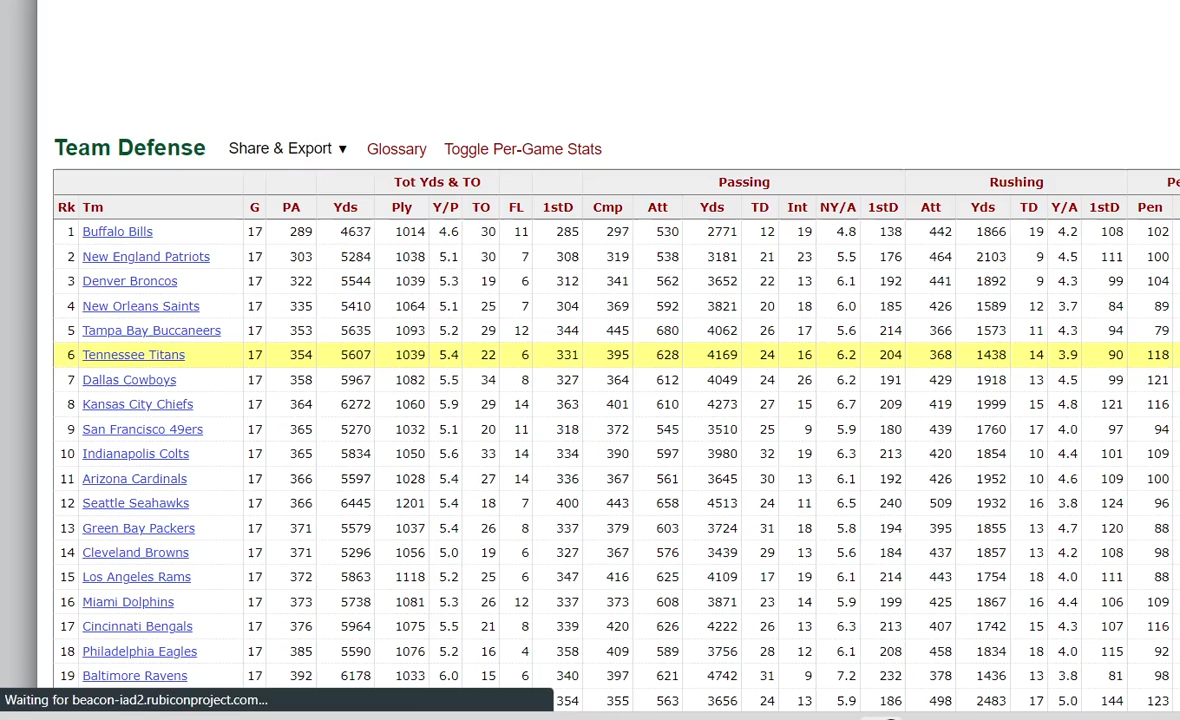 Team Defense Share & Export ▼ Glossary Toggle Per-Game Stats
Tot Yds & TO Passing Rushing Pe
Rk Tm G PA Yds Ply Y/P TO FL 1stD Cmp Att Yds TD Int NY/A 1stD Att Yds TD Y/A 1stD Pen
1 Buffalo Bills 17 289 4637 1014 4.6 30 11 285 297 530 2771 12 19 4.8 138 442 1866 19 4.2 108 102
2 New England Patriots 17 303 5284 1038 5.1 30 7 308 319 538 3181 21 23 5.5 176 464 2103 9 4.5 111 100
3 Denver Broncos 17 322 5544 1039 5.3 19 6 312 341 562 3652 22 13 6.1 192 441 1892 9 4.3 99 104
4 New Orleans Saints 17 335 5410 1064 5.1 25 7 304 369 592 3821 20 18 6.0 185 426 1589 12 3.7 84 89
5 Tampa Bay Buccaneers 17 353 5635 1093 5.2 29 12 344 445 680 4062 26 17 5.6 214 366 1573 11 4.3 94 79
6 Tennessee Titans 17 354 5607 1039 5.4 22 6 331 395 628 4169 24 16 6.2 204 368 1438 14 3.9 90 118
7 Dallas Cowboys 17 358 5967 1082 5.5 34 8 327 364 612 4049 24 26 6.2 191 429 1918 13 4.5 99 121
8 Kansas City Chiefs 17 364 6272 1060 5.9 29 14 363 401 610 4273 27 15 6.7 209 419 1999 15 4.8 121 116
9 San Francisco 49ers 17 365 5270 1032 5.1 20 11 318 372 545 3510 25 9 5.9 180 439 1760 17 4.0 97 94
10 Indianapolis Colts 17 365 5834 1050 5.6 33 14 334 390 597 3980 32 19 6.3 213 420 1854 10 4.4 101 109
11 Arizona Cardinals 17 366 5597 1028 5.4 27 14 336 367 561 3645 30 13 6.1 192 426 1952 10 4.6 109 100
12 Seattle Seahawks 17 366 6445 1201 5.4 18 7 400 443 658 4513 24 11 6.5 240 509 1932 16 3.8 124 96
13 Green Bay Packers 17 371 5579 1037 5.4 26 8 337 379 603 3724 31 18 5.8 194 395 1855 13 4.7 120 88
14 Cleveland Browns 17 371 5296 1056 5.0 19 6 327 367 576 3439 29 13 5.6 184 437 1857 13 4.2 108 98
15 Los Angeles Rams 17 372 5863 1118 5.2 25 6 347 416 625 4109 17 19 6.1 214 443 1754 18 4.0 111 88
16 Miami Dolphins 17 373 5738 1081 5.3 26 12 337 373 608 3871 23 14 5.9 199 425 1867 16 4.4 106 109
17 Cincinnati Bengals 17 376 5964 1075 5.5 21 8 339 420 626 4222 26 13 6.3 213 407 1742 15 4.3 107 116
18 Philadelphia Eagles 17 385 5590 1076 5.2 16 4 358 409 589 3756 28 12 6.1 208 458 1834 18 4.0 115 92
19 Baltimore Ravens 17 392 6178 1033 6.0 15 6 340 397 621 4742 31 9 7.2 232 378 1436 13 3.8 81 98
Waiting for beacon-iad2.rubiconproject.com... 354 355 563 3656 24 13 5.9 186 498 2483 17 5.0 144 123